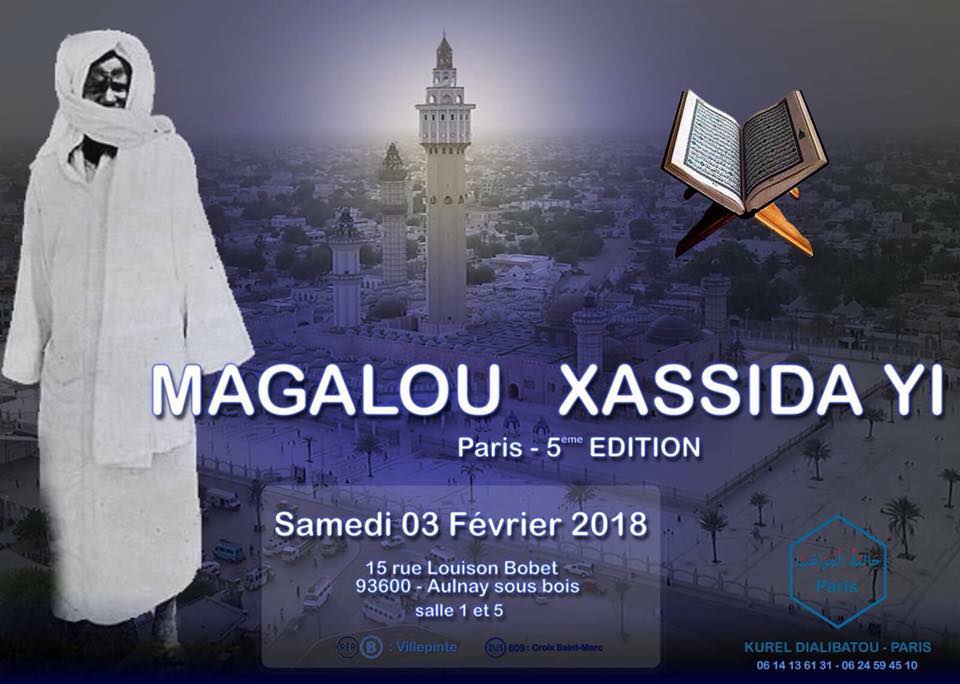 MAGALOU XASSIDA YI
Paris - 5ème EDITION
Samedi 03 Février 2018
15 rue Louison Bobet
93600 - Aulnay sous bois
salle 1 et 5
RER B : Villepinte BUS 609 : Croix Saint-Marc
Paris
KUREL DIALIBATOU - PARIS
06 14 13 61 31 - 06 24 59 45 10